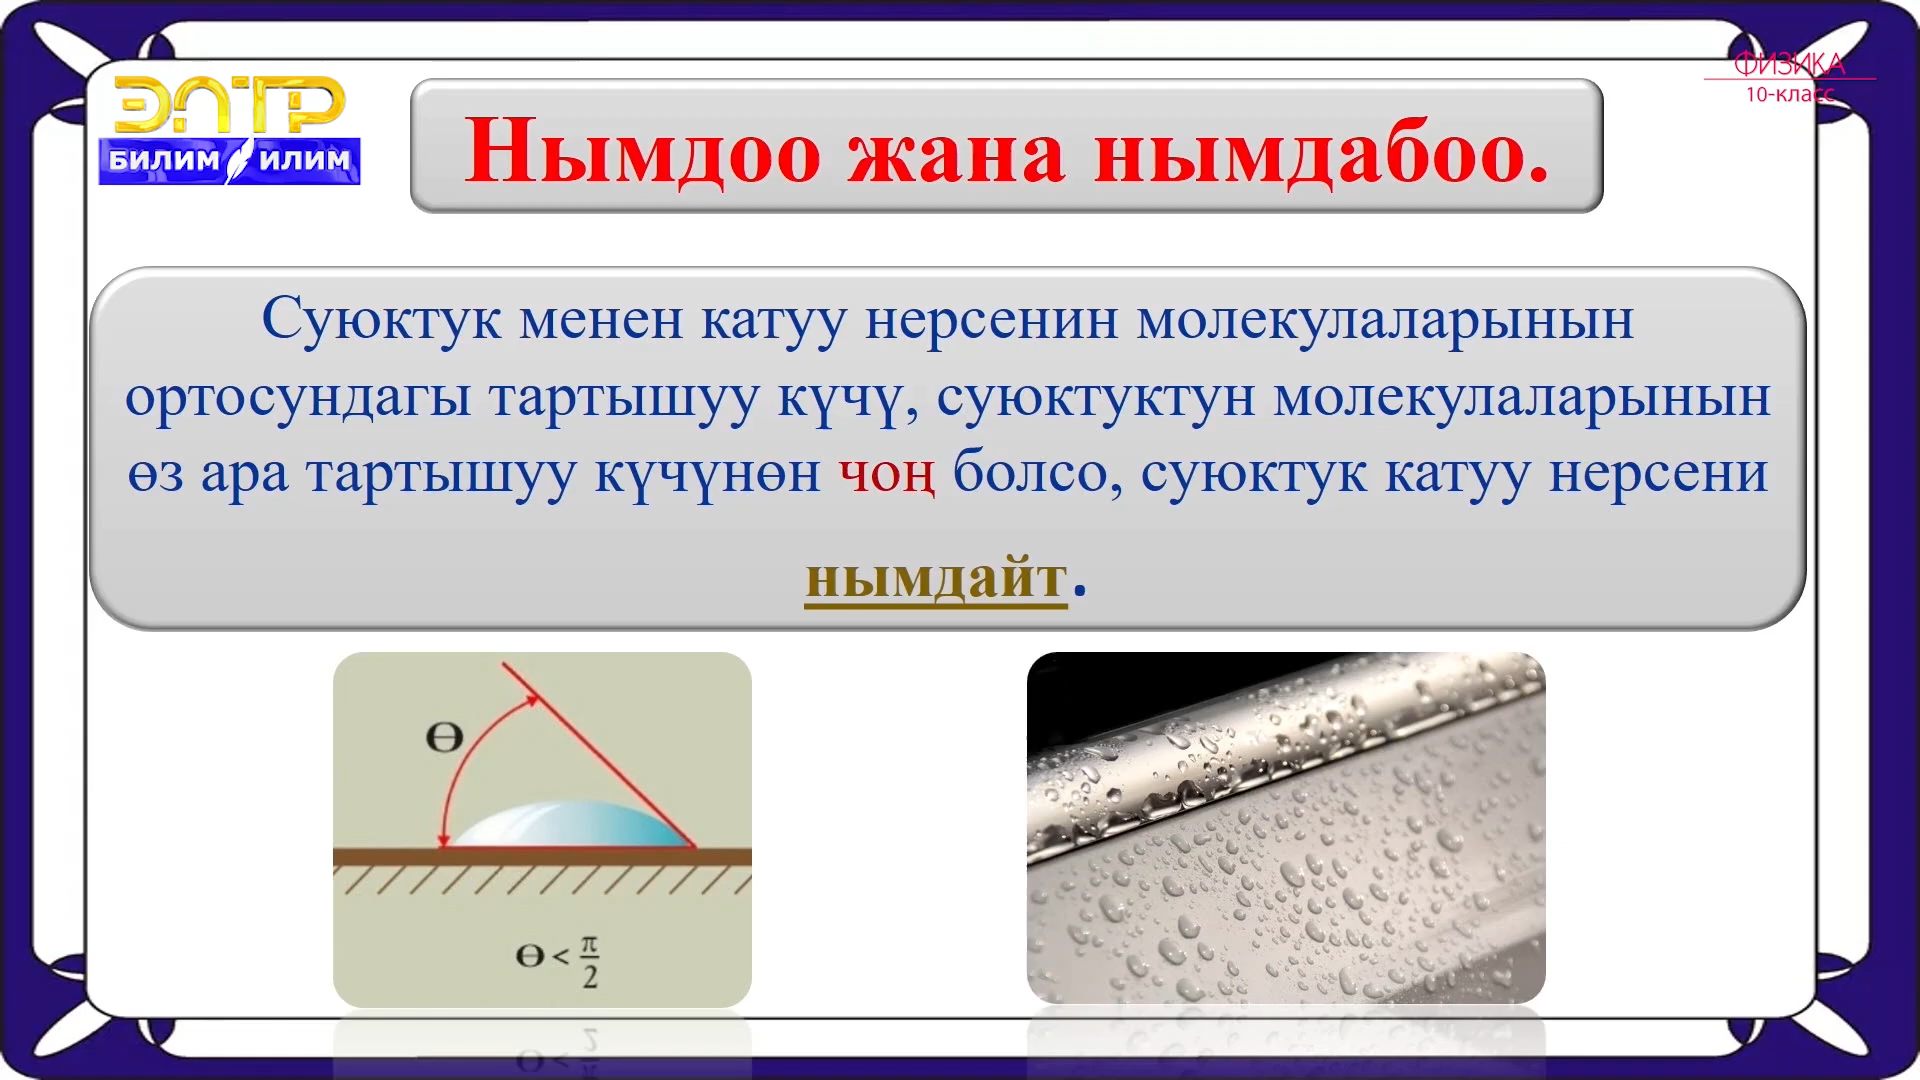 ЭЛТР
БИЛИМ ИЛИМ
ФИЗИКА
10-класс
Нымдоо жана нымдабоо.
Суюктук менен катуу нерсенин молекулаларынын
ортосундагы тартышуу күчү, суюктуктун молекулаларынын
өз ара тартышуу күчүнөн чоң болсо, суюктук катуу нерсени
нымдайт.
Ө
Ө < π/2